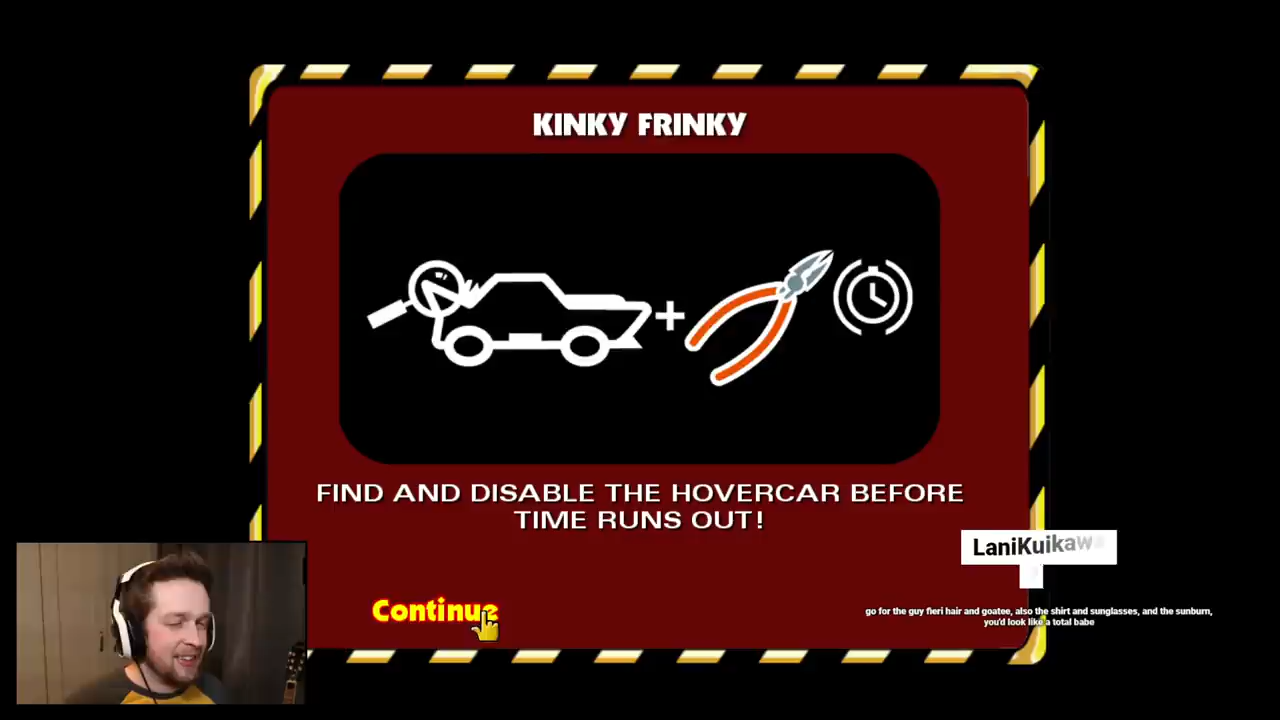 KINKY FRINKY
FIND AND DISABLE THE HOVERCAR BEFORE
TIME RUNS OUT!
LaniKuikawa
Continue
go for the guy fieri hair and goatee, also the shirt and sunglasses, and the sunburn,
you'd look like a total babe